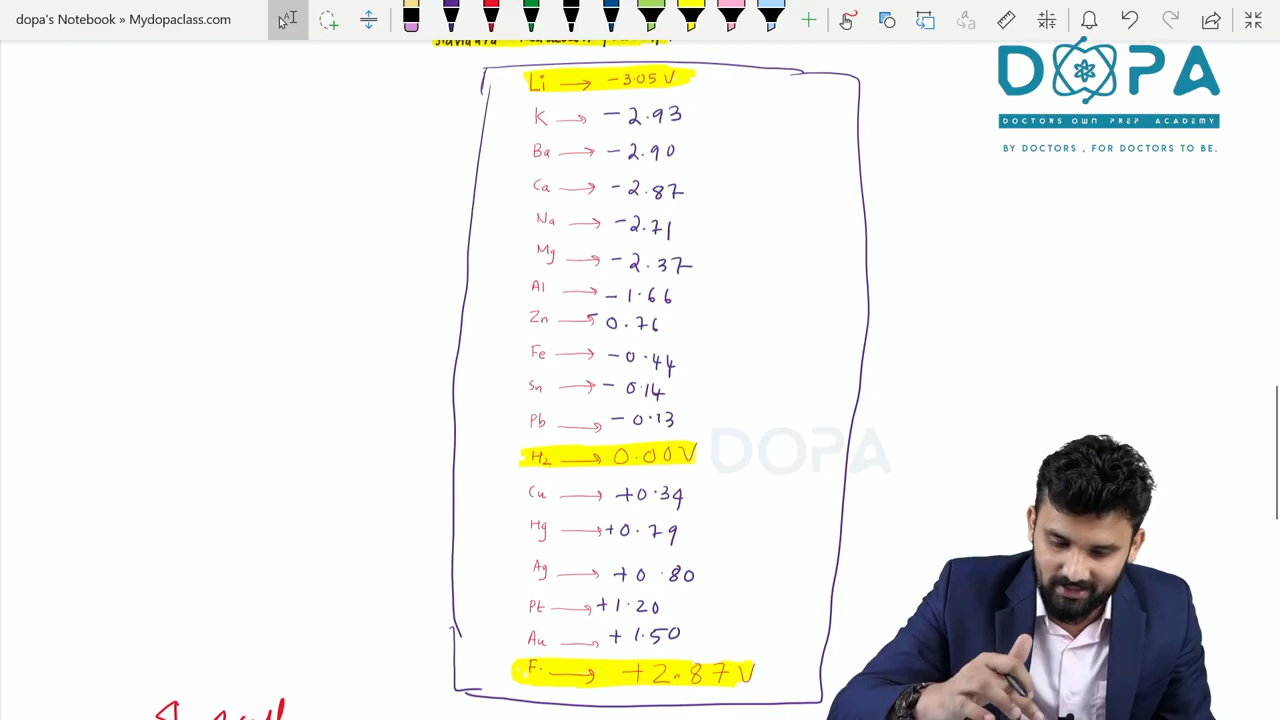 dopa's Notebook » Mydopaclass.com
Standard
Li → -3.05 V
K → -2.93
Ba → -2.90
Ca → -2.87
Na → -2.71
Mg → -2.37
Al → -1.66
Zn → -0.76
Fe → -0.44
Sn → -0.14
Pb → -0.13
H2 → 0.00V
Cu → +0.34
Hg → +0.79
Ag → +0.80
Pt → +1.20
Au → +1.50
F. → +2.87 V
DOPA
DOCTORS OWN PREP ACADEMY
BY DOCTORS , FOR DOCTORS TO BE.
DOPA